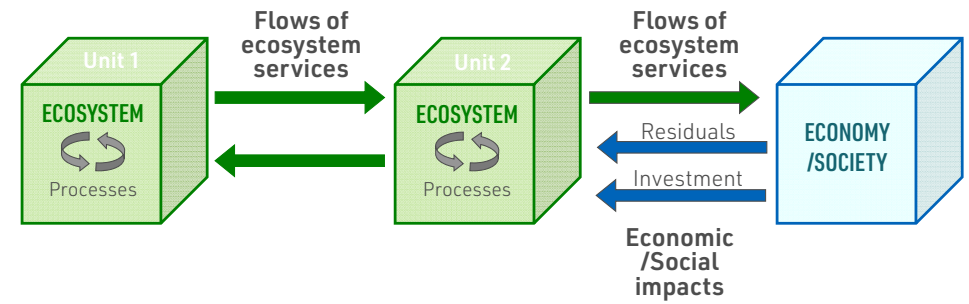 Unit 1
ECOSYSTEM
Processes
Flows of
ecosystem
services
Unit 2
ECOSYSTEM
Processes
Flows of
ecosystem
services
Residuals
Investment
Economic
/Social
impacts
ECONOMY
/SOCIETY